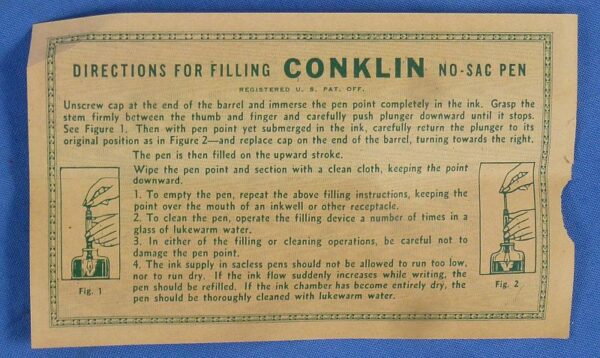 DIRECTIONS FOR FILLING CONKLIN NO-SAC PEN
REGISTERED U. S. PAT. OFF.
Unscrew cap at the end of the barrel and immerse the pen point completely in the ink. Grasp the
stem firmly between the thumb and finger and carefully push plunger downward until it stops.
See Figure 1. Then with pen point yet submerged in the ink, carefully return the plunger to its
original position as in Figure 2—and replace cap on the end of the barrel, turning towards the right.
The pen is then filled on the upward stroke.
Wipe the pen point and section with a clean cloth, keeping the point
downward.
1. To empty the pen, repeat the above filling instructions, keeping the
point over the mouth of an inkwell or other receptacle.
2. To clean the pen, operate the filling device a number of times in a
glass of lukewarm water.
3. In either of the filling or cleaning operations, be careful not to
damage the pen point.
4. The ink supply in sacless pens should not be allowed to run too low,
nor to run dry. If the ink flow suddenly increases while writing, the
pen should be refilled. If the ink chamber has become entirely dry, the
pen should be thoroughly cleaned with lukewarm water.
Fig. 1
Fig. 2